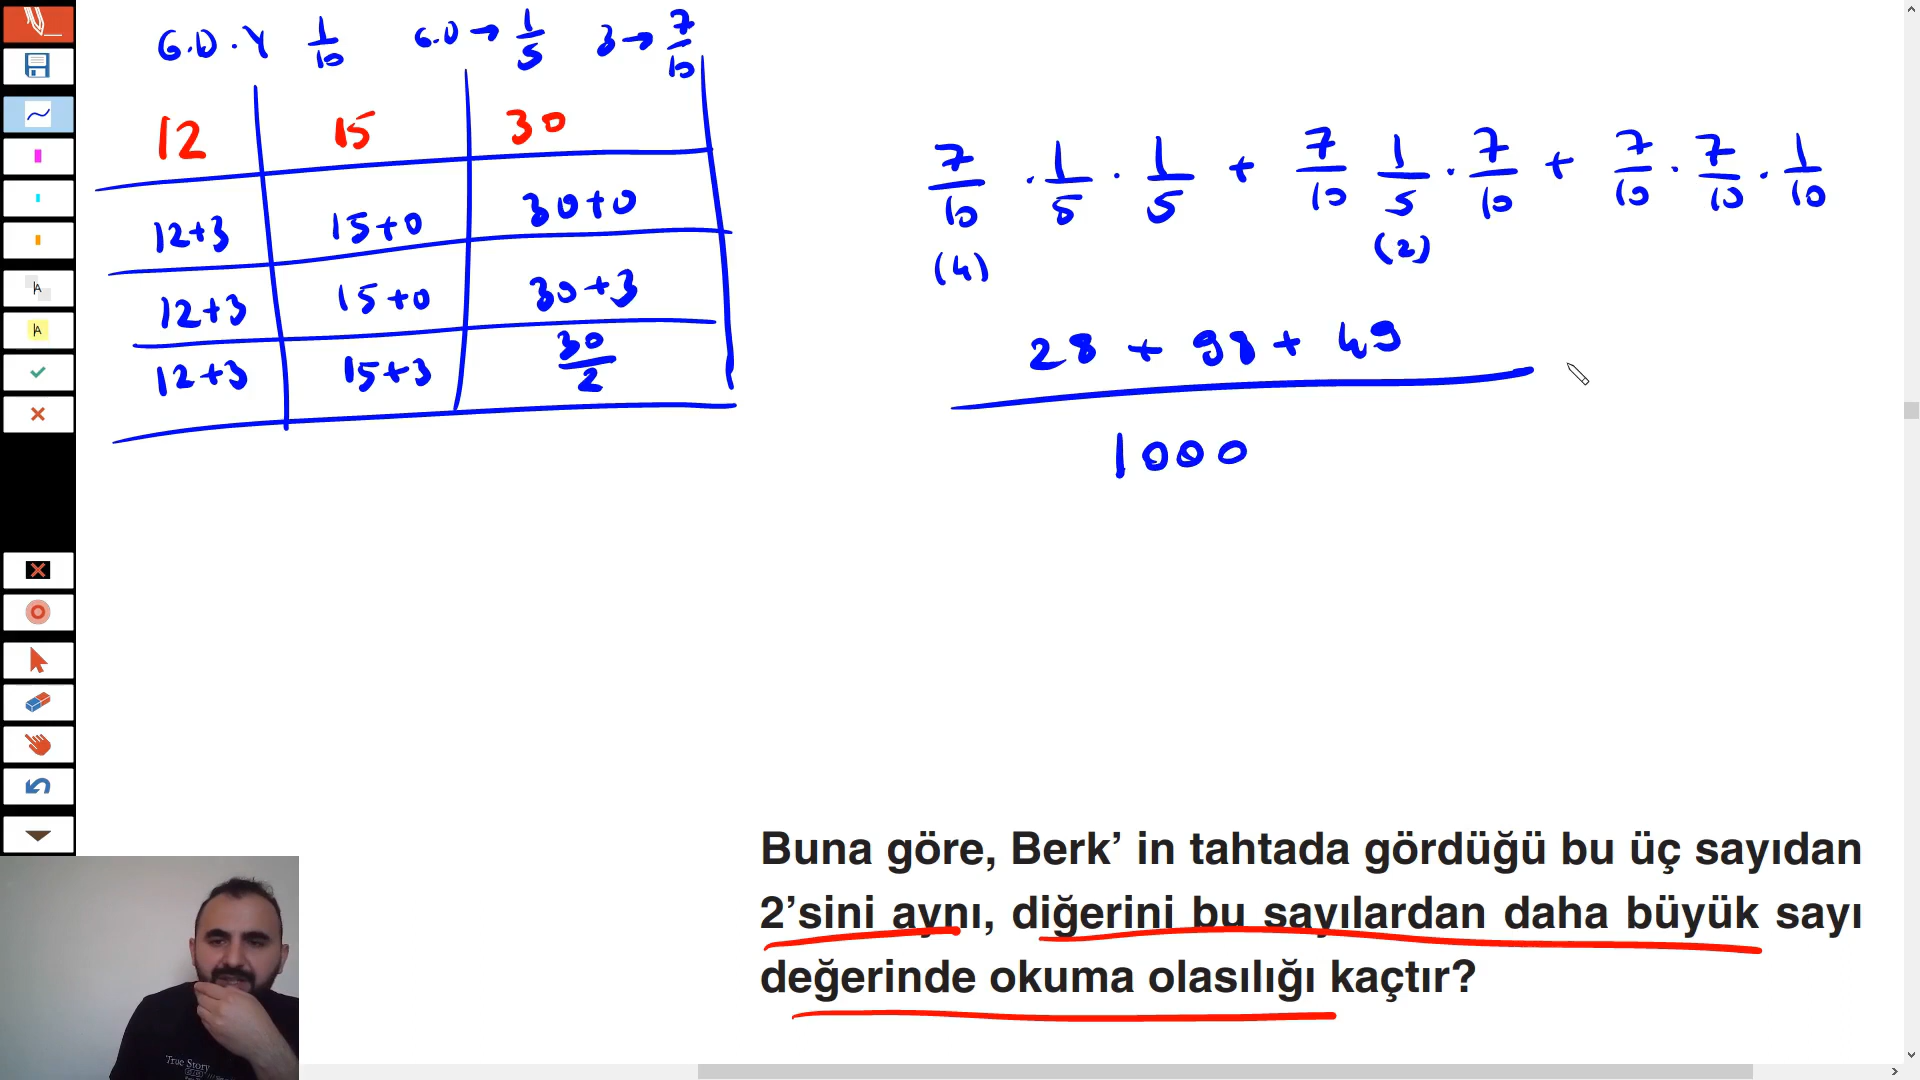 G.D.Y 1/10 G.D → 1/5 3 → 7/10
12 15 30
12+3 15+0 30+0
12+3 15+0 30+3
12+3 15+3 30/2
7/10 · 1/5 · 1/5 + 7/10 1/5 · 7/10 + 7/10 · 7/10 · 1/10
(4) (2)
28 + 98 + 49
1000
Buna göre, Berk’ in tahtada gördüğü bu üç sayıdan
2’sini aynı, diğerini bu sayılardan daha büyük sayı
değerinde okuma olasılığı kaçtır?
True Story